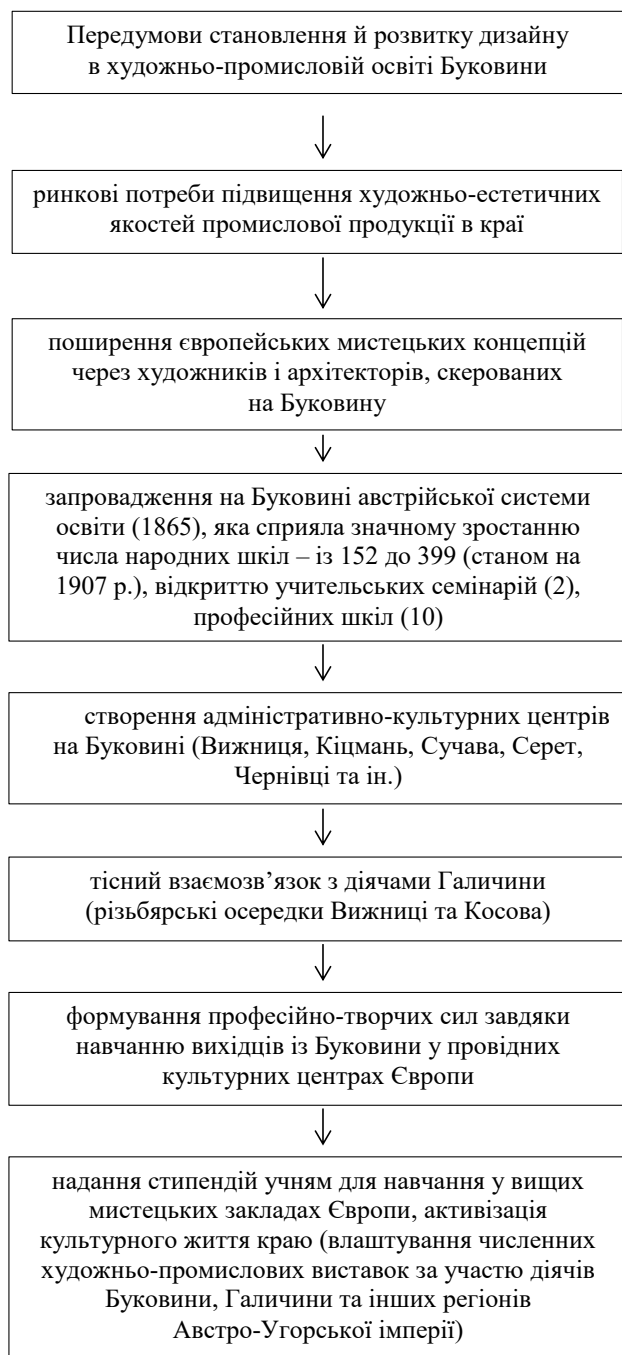 Передумови становлення й розвитку дизайну
в художньо-промисловій освіті Буковини
ринкові потреби підвищення художньо-естетичних
якостей промислової продукції в краї
поширення європейських мистецьких концепцій
через художників і архітекторів, скерованих
на Буковину
запровадження на Буковині австрійської системи
освіти (1865), яка сприяла значному зростанню
числа народних шкіл – із 152 до 399 (станом на
1907 р.), відкриттю учительських семінарій (2),
професійних шкіл (10)
створення адміністративно-культурних центрів
на Буковині (Вижниця, Кіцмань, Сучава, Серет,
Чернівці та ін.)
тісний взаємозв’язок з діячами Галичини
(різьбярські осередки Вижниці та Косова)
формування професійно-творчих сил завдяки
навчанню вихідців із Буковини у провідних
культурних центрах Європи
надання стипендій учням для навчання у вищих
мистецьких закладах Європи, активізація
культурного життя краю (влаштування численних
художньо-промислових виставок за участю діячів
Буковини, Галичини та інших регіонів
Австро-Угорської імперії)